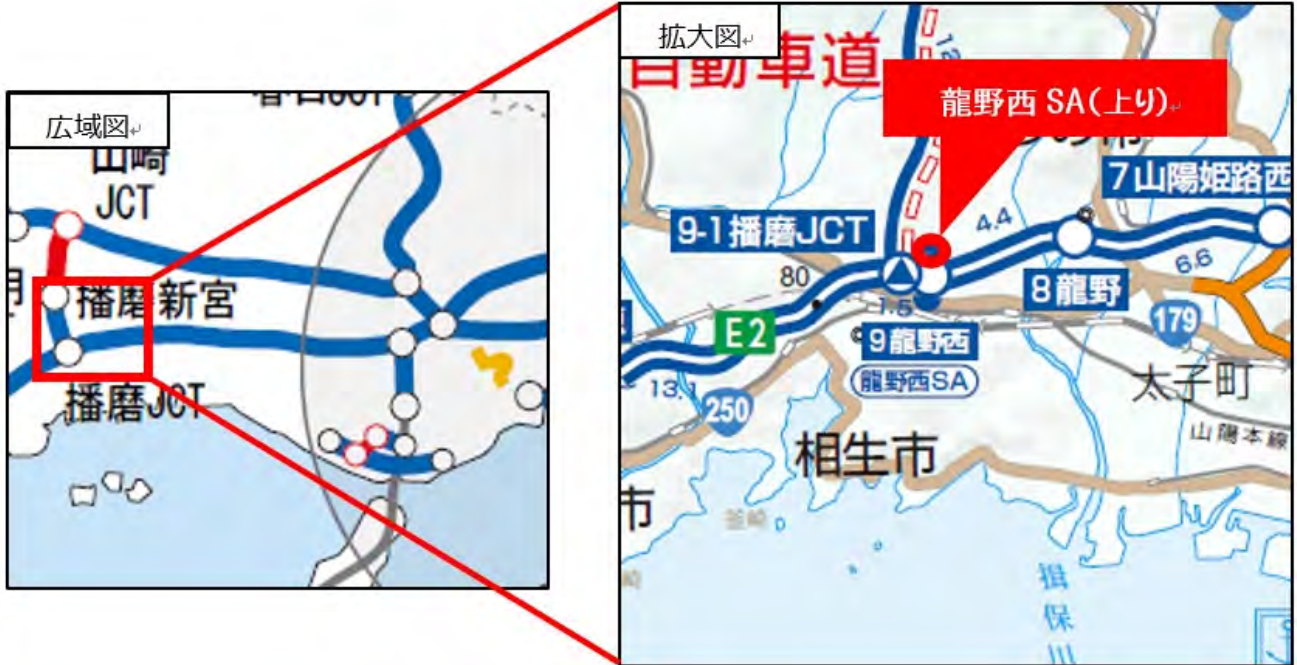 広域図
山崎
JCT
播磨新宮
播磨JCT
拡大図
自動車道
龍野西 SA(上り)
7山陽姫路西
9-1播磨JCT
4.4
6.6
80
1.5
8龍野
E2
179
9龍野西
龍野西SA
太子町
13.1
250
山陽本線
相生市
市
釜崎
崎
揖
保
川